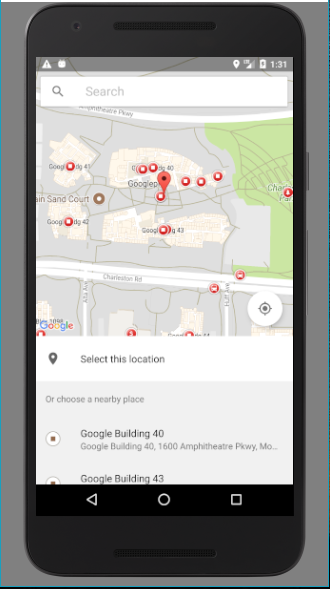 1:31
Search
Amphitheatre Pkwy
Google Bldg 41
Google Bldg 40
Googleplex
ain Sand Court
Google Bldg 42
Google Bldg 43
Charleston Rd
Huff Ave
Google
Select this location
Or choose a nearby place
Google Building 40
Google Building 40, 1600 Amphitheatre Pkwy, Mo...
Google Building 43